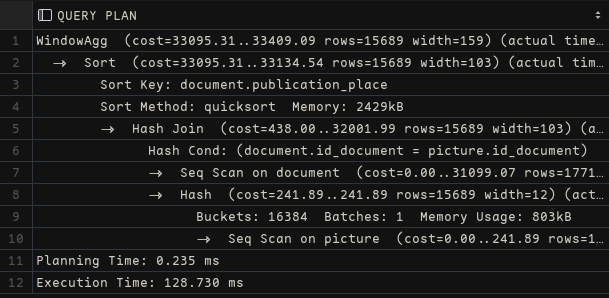 QUERY PLAN
1 WindowAgg  (cost=33095.31..33409.09 rows=15689 width=159) (actual time…
2 -> Sort  (cost=33095.31..33134.54 rows=15689 width=103) (actual tim…
3 Sort Key: document.publication_place
4 Sort Method: quicksort  Memory: 2429kB
5 -> Hash Join  (cost=438.00..32001.99 rows=15689 width=103) (a…
6 Hash Cond: (document.id_document = picture.id_document)
7 -> Seq Scan on document  (cost=0.00..31099.07 rows=1771…
8 -> Hash  (cost=241.89..241.89 rows=15689 width=12) (act…
9 Buckets: 16384  Batches: 1  Memory Usage: 803kB
10 -> Seq Scan on picture  (cost=0.00..241.89 rows=1…
11 Planning Time: 0.235 ms
12 Execution Time: 128.730 ms